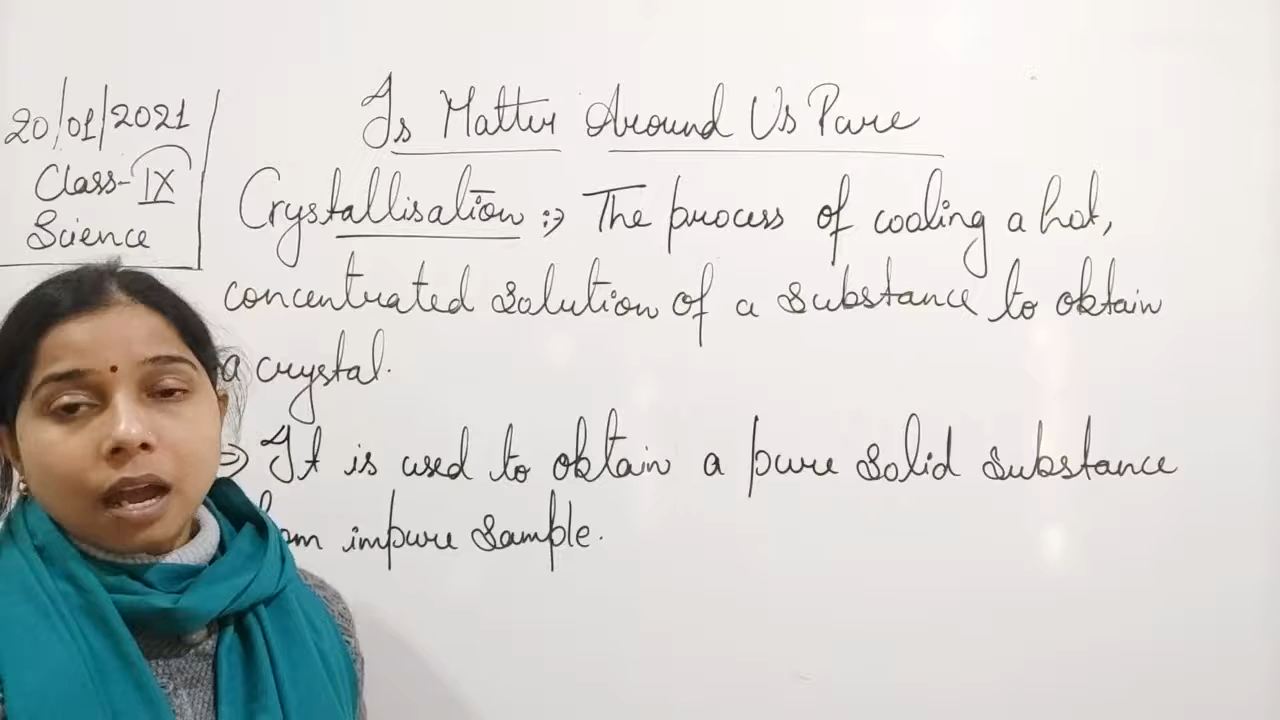 20/01/2021
Class-IX
Science
Is Matter Around Us Pure
Crystallisation :⇒ The process of cooling a hot,
concentrated solution of a substance to obtain
a crystal.
⇒ It is used to obtain a pure solid substance
impure sample.